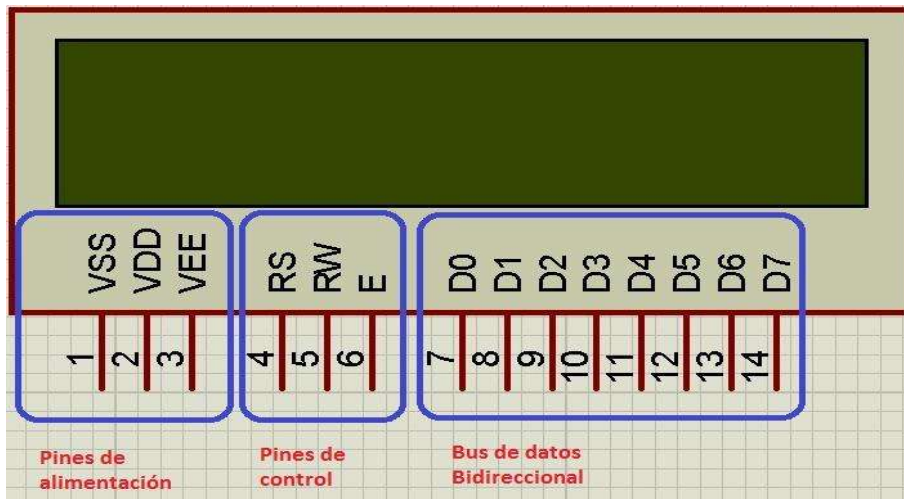 VSS VDD VEE RS RW E D0 D1 D2 D3 D4 D5 D6 D7
1 2 3 4 5 6 7 8 9 10 11 12 13 14
Pines de
alimentación
Pines de
control
Bus de datos
Bidireccional